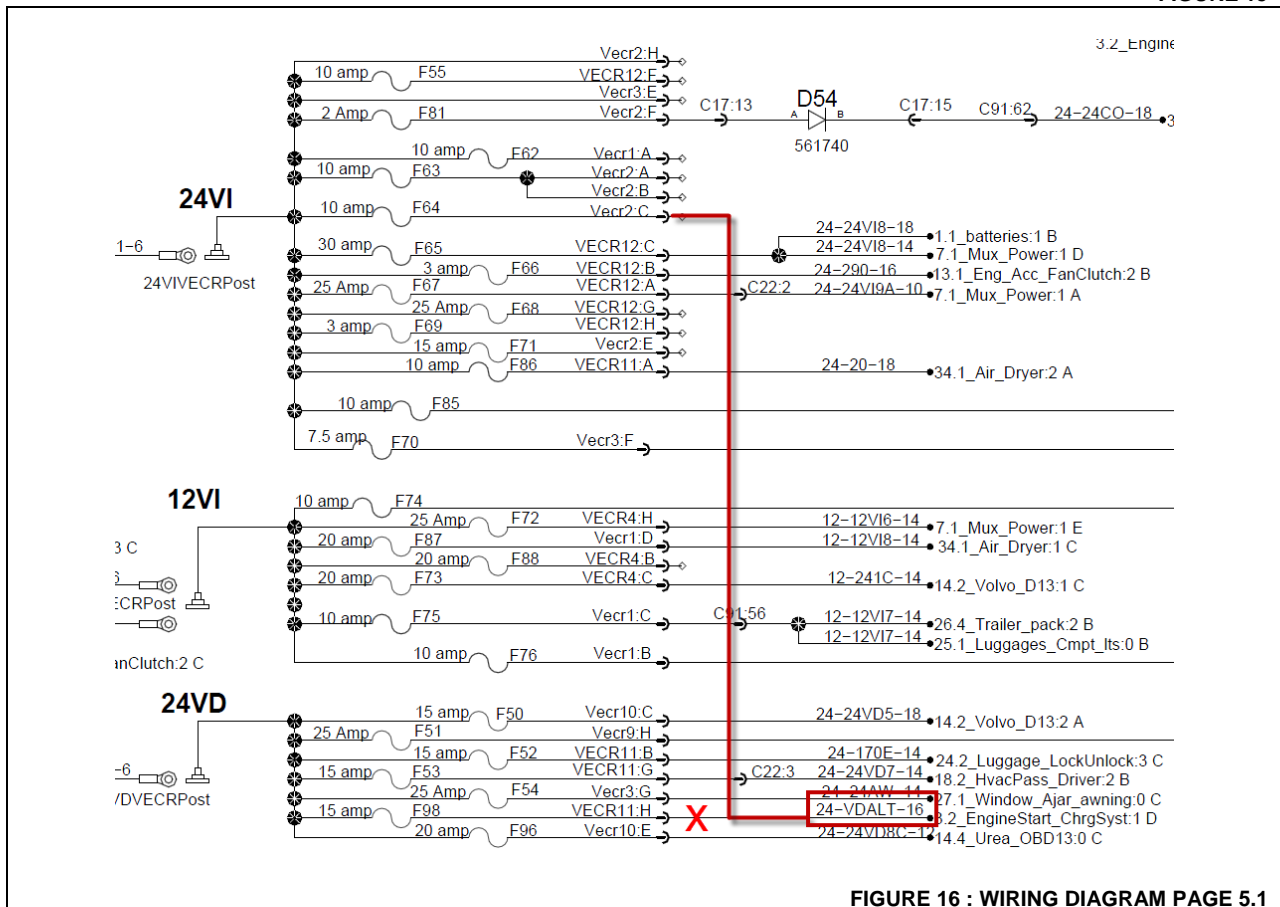 3.2_Engine
Vecr2:H
10 amp F55 VECR12:F
Vecr3:E
2 Amp F81 Vecr2:F C17:13 A D54 B C17:15 C91:62 24-24CO-18 3
561740
10 amp F62 Vecr1:A
10 amp F63 Vecr2:A
Vecr2:B
24VI
10 amp F64 Vecr2:C
24-24VI8-18 1.1_batteries:1 B
1-6 30 amp F65 VECR12:C 24-24VI8-14 7.1_Mux_Power:1 D
3 amp F66 VECR12:B 24-290-16 13.1_Eng_Acc_FanClutch:2 B
24VIVECRPost 25 Amp F67 VECR12:A C22:2 24-24VI9A-10 7.1_Mux_Power:1 A
25 Amp F68 VECR12:G
3 amp F69 VECR12:H
15 amp F71 Vecr2:E
10 amp F86 VECR11:A 24-20-18 34.1_Air_Dryer:2 A
10 amp F85
7.5 amp F70 Vecr3:F
12VI
10 amp F74
25 Amp F72 VECR4:H 12-12VI6-14 7.1_Mux_Power:1 E
3 C 20 amp F87 Vecr1:D 12-12VI8-14 34.1_Air_Dryer:1 C
20 amp F88 VECR4:B
20 amp F73 VECR4:C 12-241C-14 14.2_Volvo_D13:1 C
ECRPost
10 amp F75 Vecr1:C C91:56 12-12VI7-14 26.4_Trailer_pack:2 B
12-12VI7-14 25.1_Luggages_Cmpt_lts:0 B
anClutch:2 C 10 amp F76 Vecr1:B
24VD
15 amp F50 Vecr10:C 24-24VD5-18 14.2_Volvo_D13:2 A
25 Amp F51 Vecr9:H
15 amp F52 VECR11:B 24-170E-14 24.2_Luggage_LockUnlock:3 C
-6 15 amp F53 VECR11:G C22:3 24-24VD7-14 18.2_HvacPass_Driver:2 B
/DVECRPost 25 Amp F54 Vecr3:G 24-24AW-14 27.1_Window_Ajar_awning:0 C
15 amp F98 VECR11:H X 24-VDALT-16 3.2_EngineStart_ChrgSyst:1 D
20 amp F96 Vecr10:E 24-24VD8C-12 14.4_Urea_OBD13:0 C
FIGURE 16 : WIRING DIAGRAM PAGE 5.1